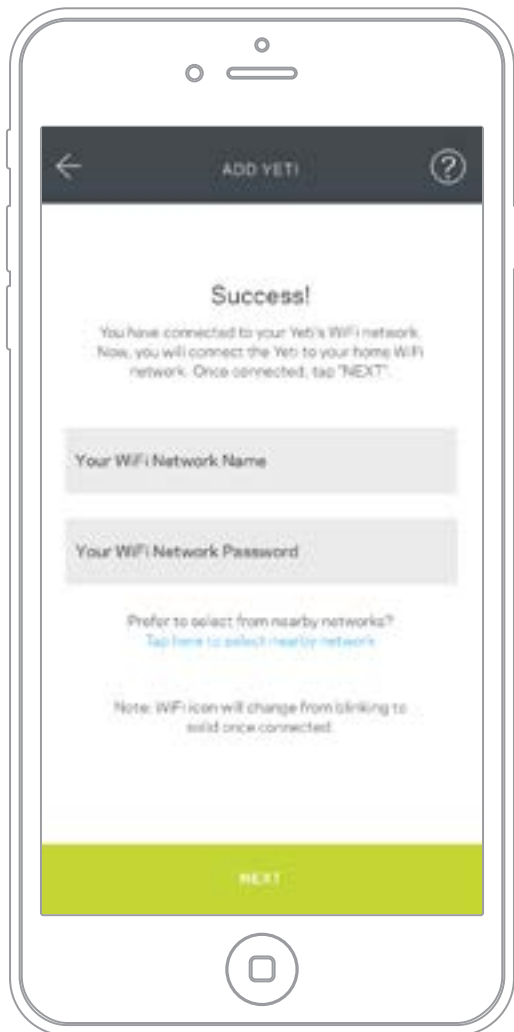 ADD YETI
?
Success!
You have connected to your Yeti's WiFi network.
Now, you will connect the Yeti to your home WiFi
network. Once connected, tap "NEXT".
Your WiFi Network Name
Your WiFi Network Password
Prefer to select from nearby networks?
Tap here to select nearby network
Note: WiFi icon will change from blinking to
solid once connected.
NEXT